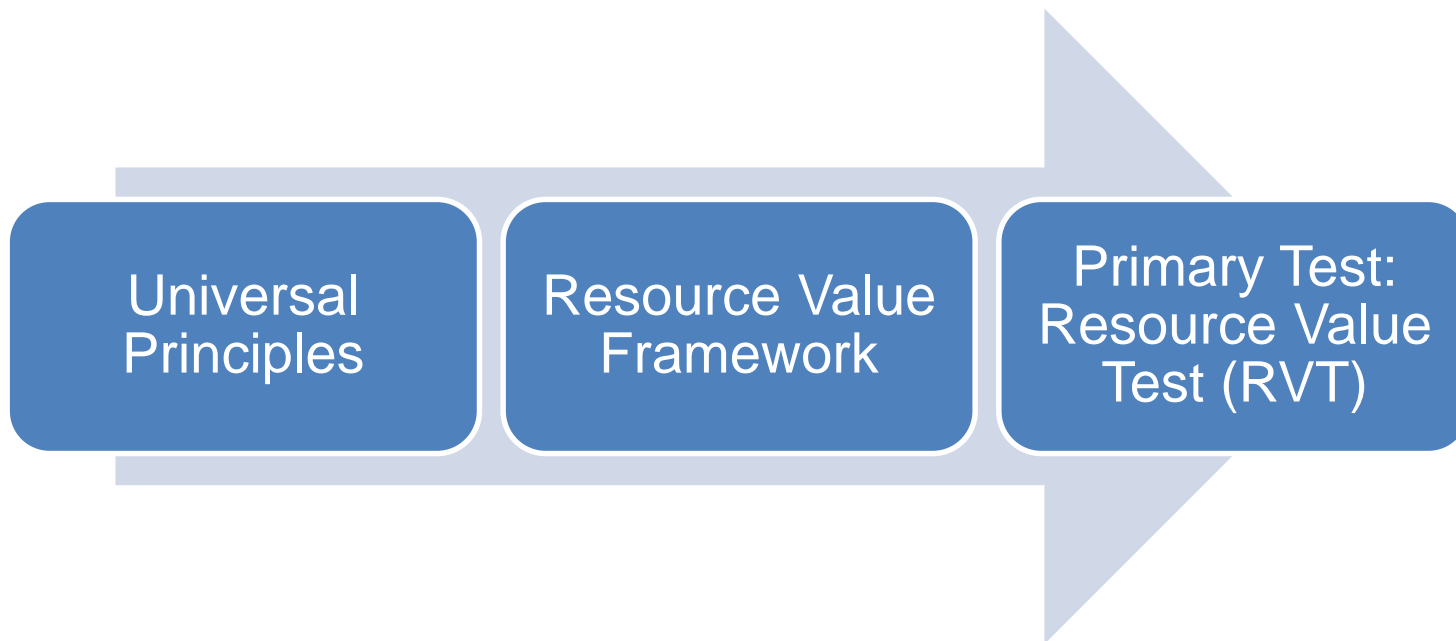 Universal
Principles
Resource Value
Framework
Primary Test:
Resource Value
Test (RVT)